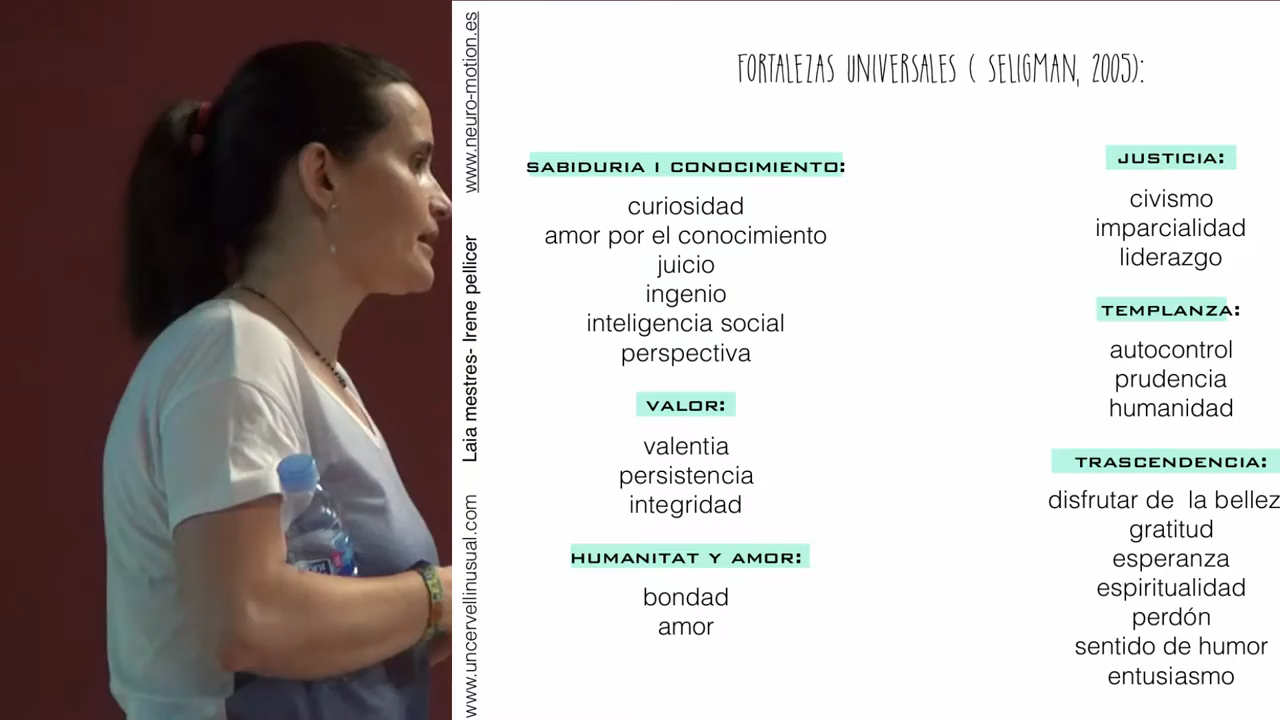 www.neuro-motion.es
Laia mestres- Irene pellicer
www.uncervellinusual.com
FORTALEZAS UNIVERSALES ( SELIGMAN, 2005):
SABIDURIA I CONOCIMIENTO:
curiosidad
amor por el conocimiento
juicio
ingenio
inteligencia social
perspectiva
VALOR:
valentia
persistencia
integridad
HUMANITAT Y AMOR:
bondad
amor
JUSTICIA:
civismo
imparcialidad
liderazgo
TEMPLANZA:
autocontrol
prudencia
humanidad
TRASCENDENCIA:
disfrutar de la bellez
gratitud
esperanza
espiritualidad
perdón
sentido de humor
entusiasmo